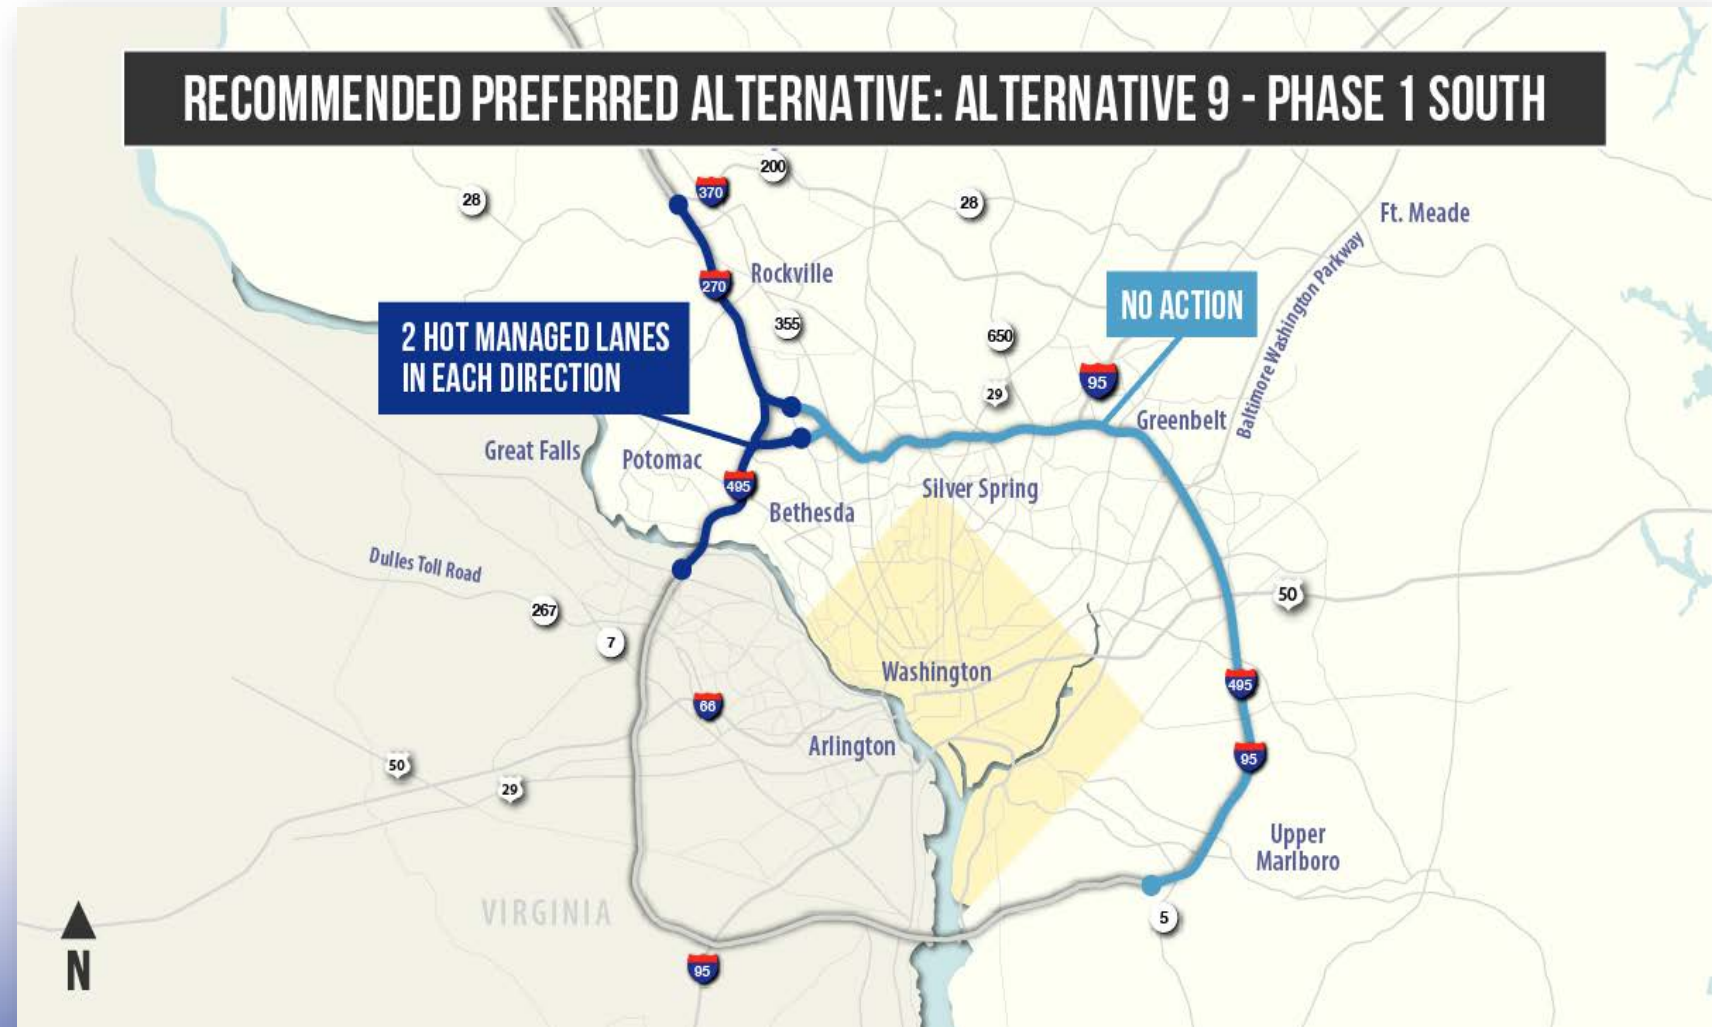 RECOMMENDED PREFERRED ALTERNATIVE: ALTERNATIVE 9 - PHASE 1 SOUTH
200
370
28
28
Ft. Meade
Rockville
270
Baltimore Washington Parkway
NO ACTION
355
650
2 HOT MANAGED LANES
IN EACH DIRECTION
95
29
Greenbelt
Great Falls
Potomac
495
Silver Spring
Bethesda
Dulles Toll Road
50
267
7
Washington
495
66
Arlington
95
50
29
Upper
Marlboro
VIRGINIA
5
N
95